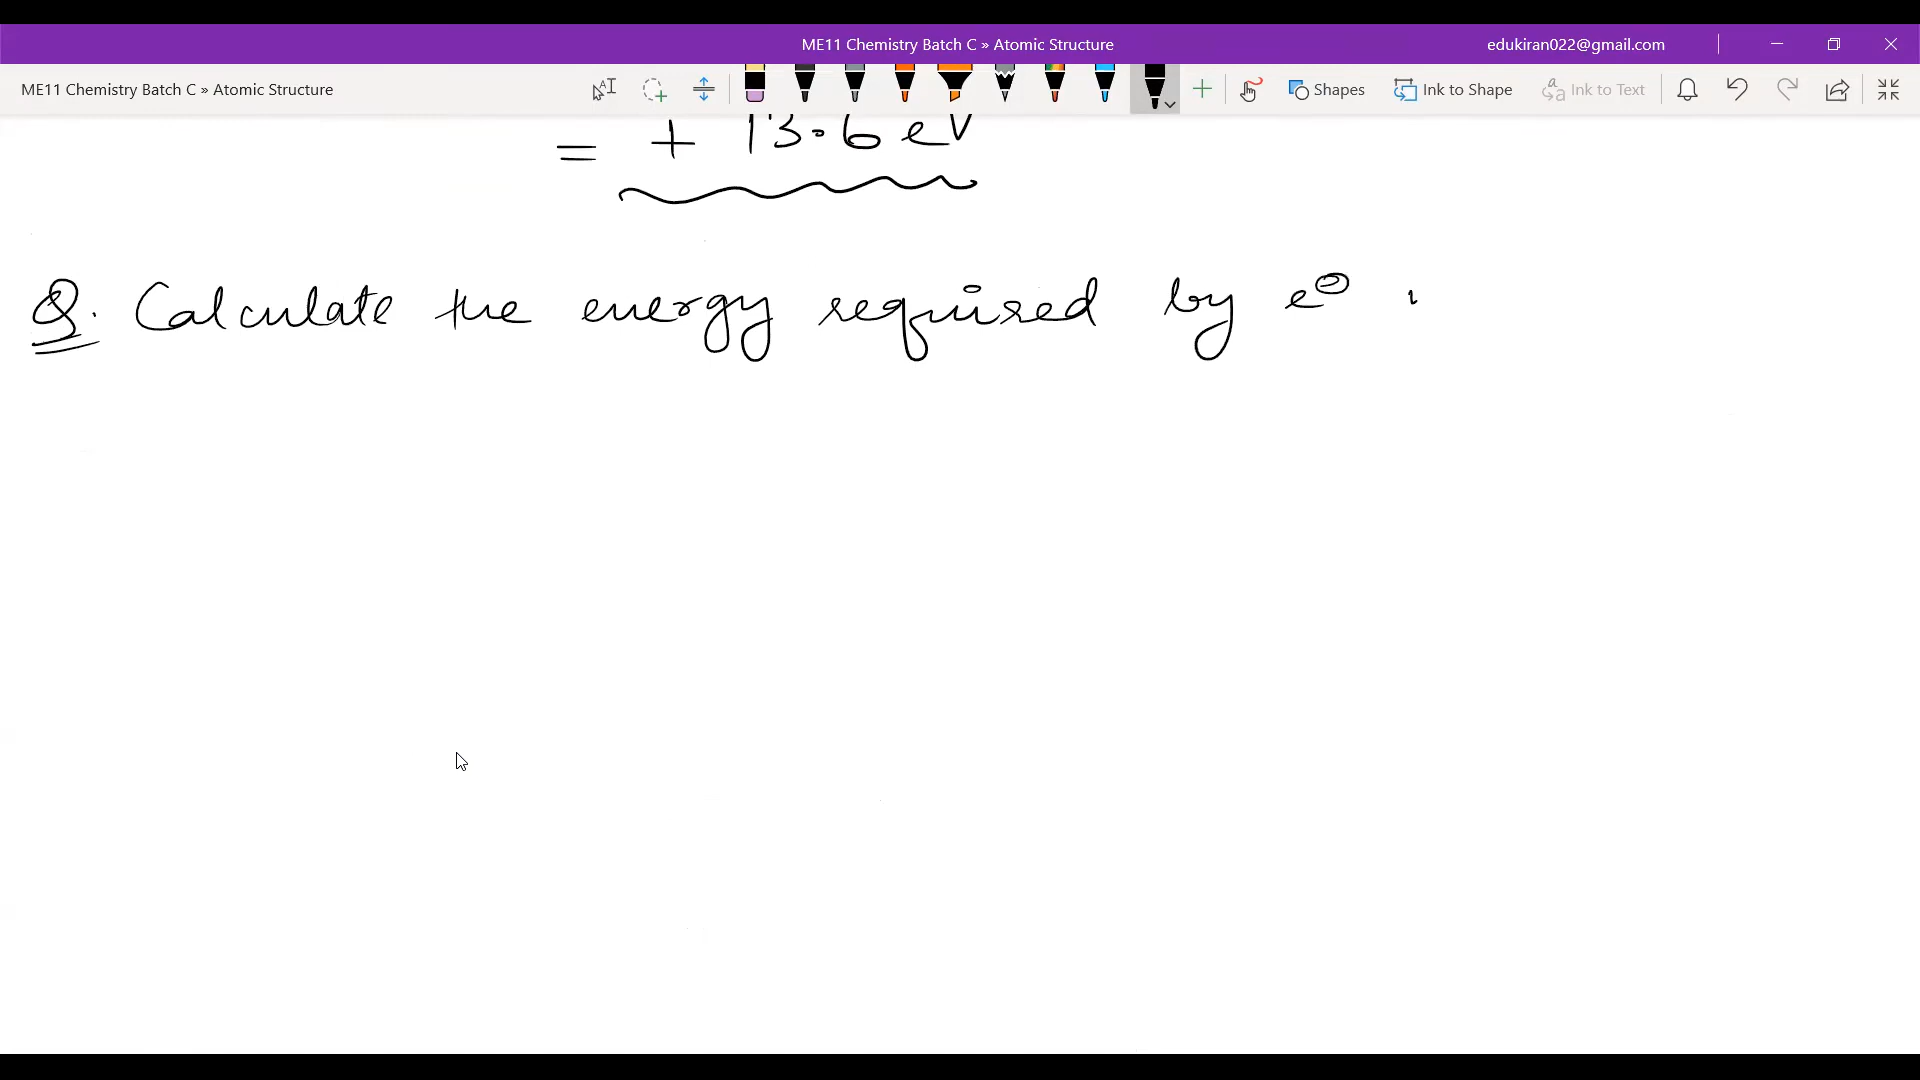 ME11 Chemistry Batch C » Atomic Structure
edukiran022@gmail.com
ME11 Chemistry Batch C » Atomic Structure
Shapes
Ink to Shape
Ink to Text
= + 13.6 eV
Q. Calculate the energy required by e⊖